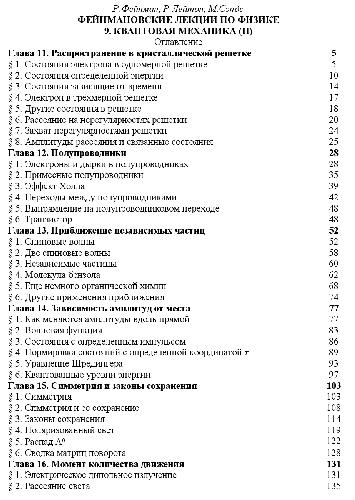 Р. Фейнман, Р. Лейтон, М. Сэндс
ФЕЙНМАНОВСКИЕ ЛЕКЦИИ ПО ФИЗИКЕ
9. КВАНТОВАЯ МЕХАНИКА (II)
Оглавление
Глава 11. Распространение в кристаллической решетке 5
§ 1. Состояния электрона в одномерной решетке 5
§ 2. Состояния определенной энергии 10
§ 3. Состояния зависящие от времени 14
§ 4. Электрон в трехмерной решетке 17
§ 5. Другие состояния в решетке 18
§ 6. Рассеяние на нерегулярностях решетки 20
§ 7. Захват нерегулярностями решетки 24
§ 8. Амплитуды рассеяния и связанные состояния 25
Глава 12. Полупроводники 28
§ 1. Электроны и дырки в полупроводниках 28
§ 2. Примесные полупроводники 35
§ 3. Эффект Холла 39
§ 4. Переходы между полупроводниками 42
§ 5. Выпрямление на полупроводниковом переходе 48
§ 6. Транзистор 48
Глава 13. Приближение независимых частиц 52
§ 1. Спиновые волны 52
§ 2. Две спиновые волны 58
§ 3. Независимые частицы 60
§ 4. Молекула бензола 62
§ 5. Еще немного органической химии 68
§ 6. Другие применения приближения 74
Глава 14. Зависимость амплитуд от места 77
§ 1. Как меняются амплитуды вдоль прямой 77
§ 2. Волновая функция 83
§ 3. Состояния с определенным импульсом 86
§ 4. Нормировка состояний с определенной координатой x 89
§ 5. Уравнение Шредингера 93
§ 6. Квантованные уровни энергии 97
Глава 15. Симметрия и законы сохранения 103
§ 1. Симметрия 103
§ 2. Симметрия и ее сохранение 108
§ 3. Законы сохранения 114
§ 4. Поляризованный свет 119
§ 5. Распад Λ⁰ 122
§ 6. Сводка матриц поворота 128
Глава 16. Момент количества движения 131
§ 1. Электрическое дипольное излучение 131
§ 2. Рассеяние света 135